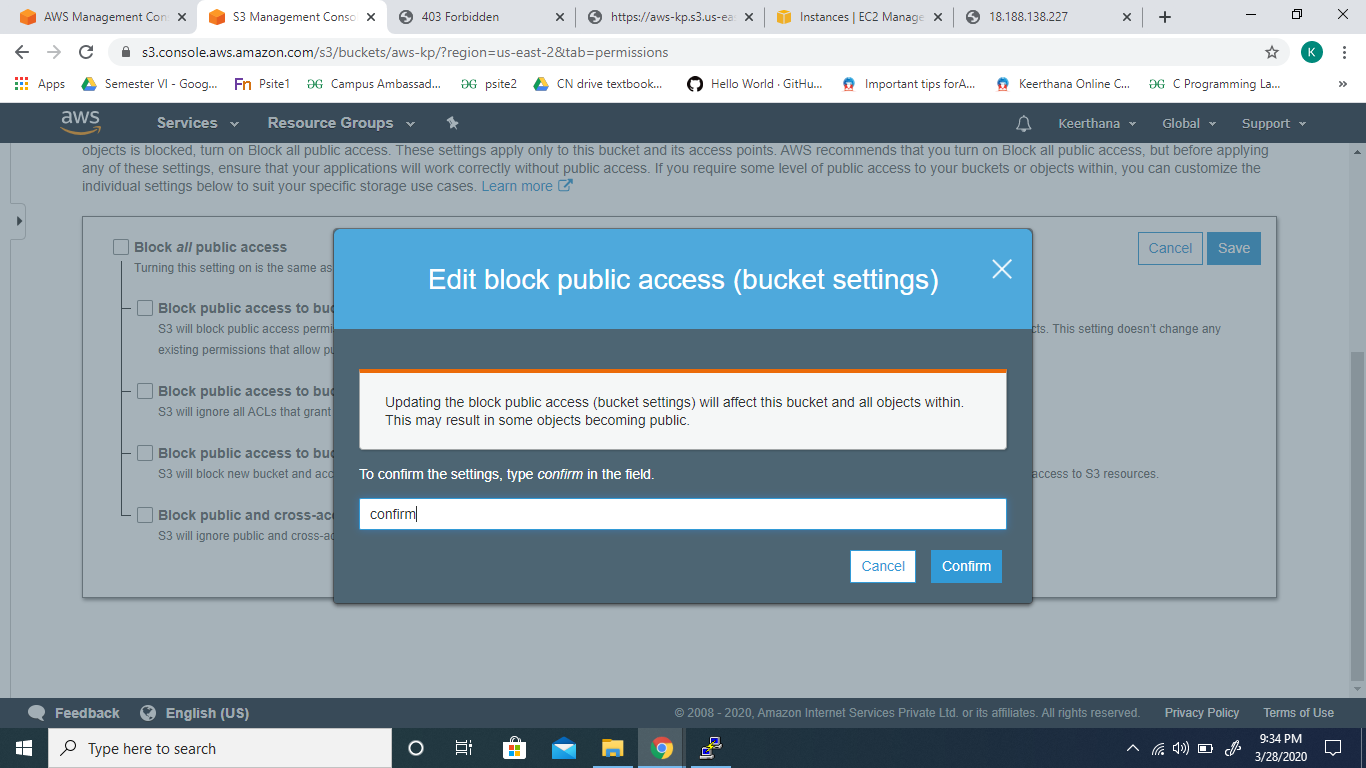 AWS Management Con
S3 Management Conso
403 Forbidden
https://aws-kp.s3.us-eas
Instances | EC2 Manage
18.188.138.227
s3.console.aws.amazon.com/s3/buckets/aws-kp/?region=us-east-2&tab=permissions
K
Apps
Semester VI - Goog...
Fn Psite1
Campus Ambassad...
psite2
CN drive textbook...
Hello World · GitHu...
Important tips forA...
Keerthana Online C...
C Programming La...
»
aws
Services
Resource Groups
Keerthana
Global
Support
objects is blocked, turn on Block all public access. These settings apply only to this bucket and its access points. AWS recommends that you turn on Block all public access, but before applying
any of these settings, ensure that your applications will work correctly without public access. If you require some level of public access to your buckets or objects within, you can customize the
individual settings below to suit your specific storage use cases. Learn more
Block all public access
Cancel
Save
Turning this setting on is the same as
Block public access to buc
S3 will block public access permi
cts. This setting doesn't change any
existing permissions that allow pu
Block public access to buc
S3 will ignore all ACLs that grant
Block public access to buc
S3 will block new bucket and acc
access to S3 resources.
Block public and cross-acc
S3 will ignore public and cross-ac
Edit block public access (bucket settings)
Updating the block public access (bucket settings) will affect this bucket and all objects within.
This may result in some objects becoming public.
To confirm the settings, type confirm in the field.
confirm
Cancel
Confirm
Feedback
English (US)
© 2008 - 2020, Amazon Internet Services Private Ltd. or its affiliates. All rights reserved.
Privacy Policy
Terms of Use
Type here to search
9:34 PM
3/28/2020